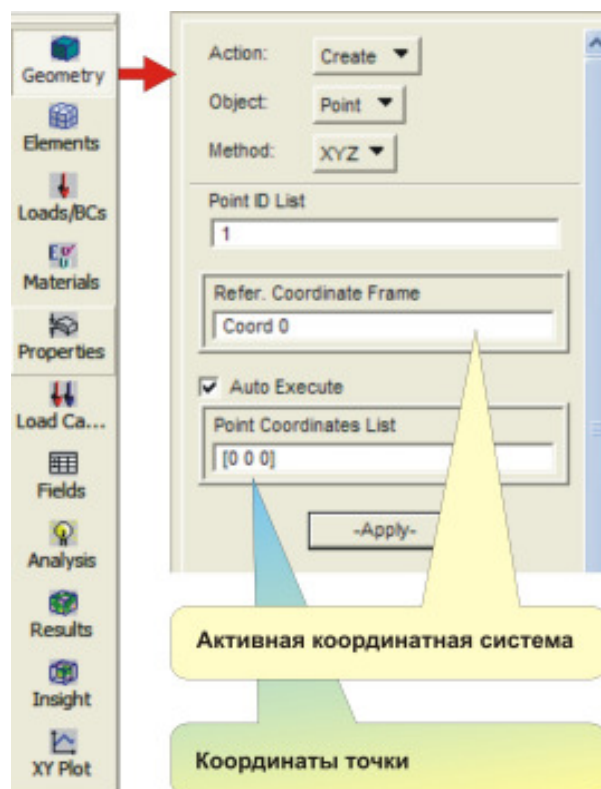 Geometry
Elements
Loads/BCs
Materials
Properties
Load Ca...
Fields
Analysis
Results
Insight
XY Plot
Action: Create
Object: Point
Method: XYZ
Point ID List
1
Refer. Coordinate Frame
Coord 0
Auto Execute
Point Coordinates List
[0 0 0]
-Apply-
Активная координатная система
Координаты точки